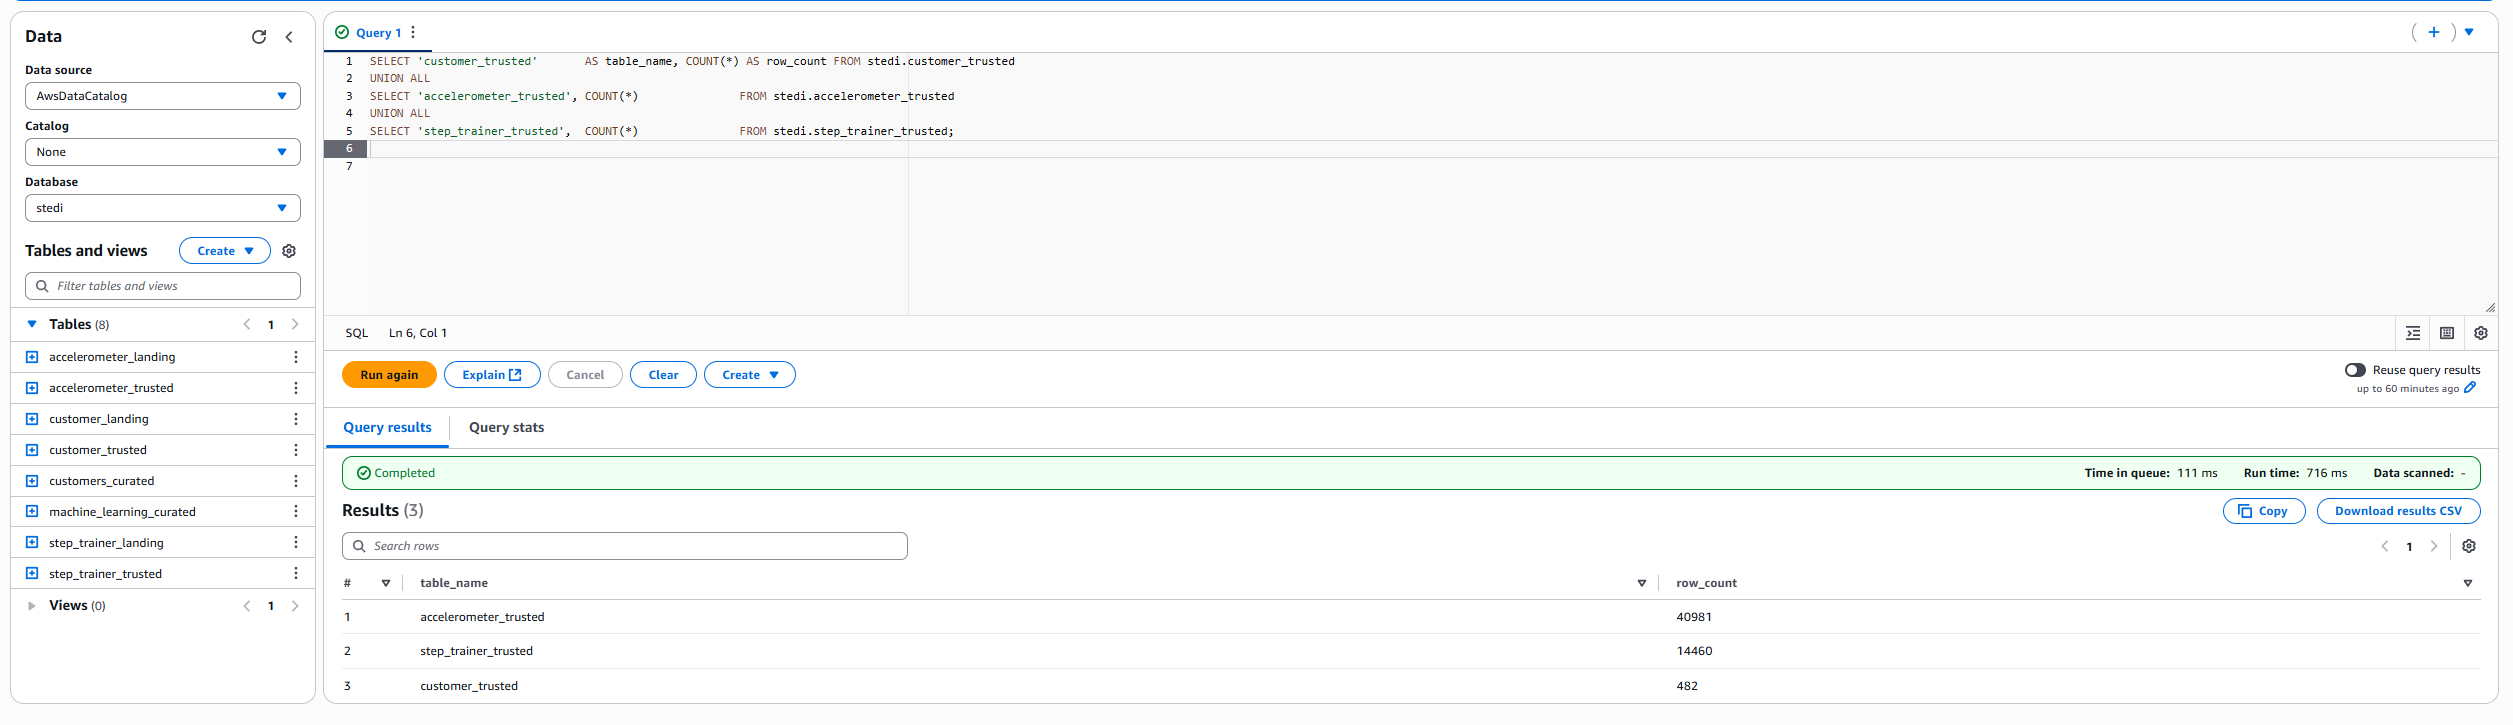 Data
Data source
AwsDataCatalog
Catalog
None
Database
stedi
Tables and views
Create
Filter tables and views
Tables (8)
1
accelerometer_landing
accelerometer_trusted
customer_landing
customer_trusted
customers_curated
machine_learning_curated
step_trainer_landing
step_trainer_trusted
Views (0)
1
Query 1
1 SELECT 'customer_trusted' AS table_name, COUNT(*) AS row_count FROM stedi.customer_trusted
2 UNION ALL
3 SELECT 'accelerometer_trusted', COUNT(*) FROM stedi.accelerometer_trusted
4 UNION ALL
5 SELECT 'step_trainer_trusted', COUNT(*) FROM stedi.step_trainer_trusted;
6
7
SQL Ln 6, Col 1
Run again Explain Cancel Clear Create
Reuse query results
up to 60 minutes ago
Query results Query stats
Completed Time in queue: 111 ms Run time: 716 ms Data scanned: -
Results (3) Copy Download results CSV
Search rows 1
# table_name row_count
1 accelerometer_trusted 40981
2 step_trainer_trusted 14460
3 customer_trusted 482